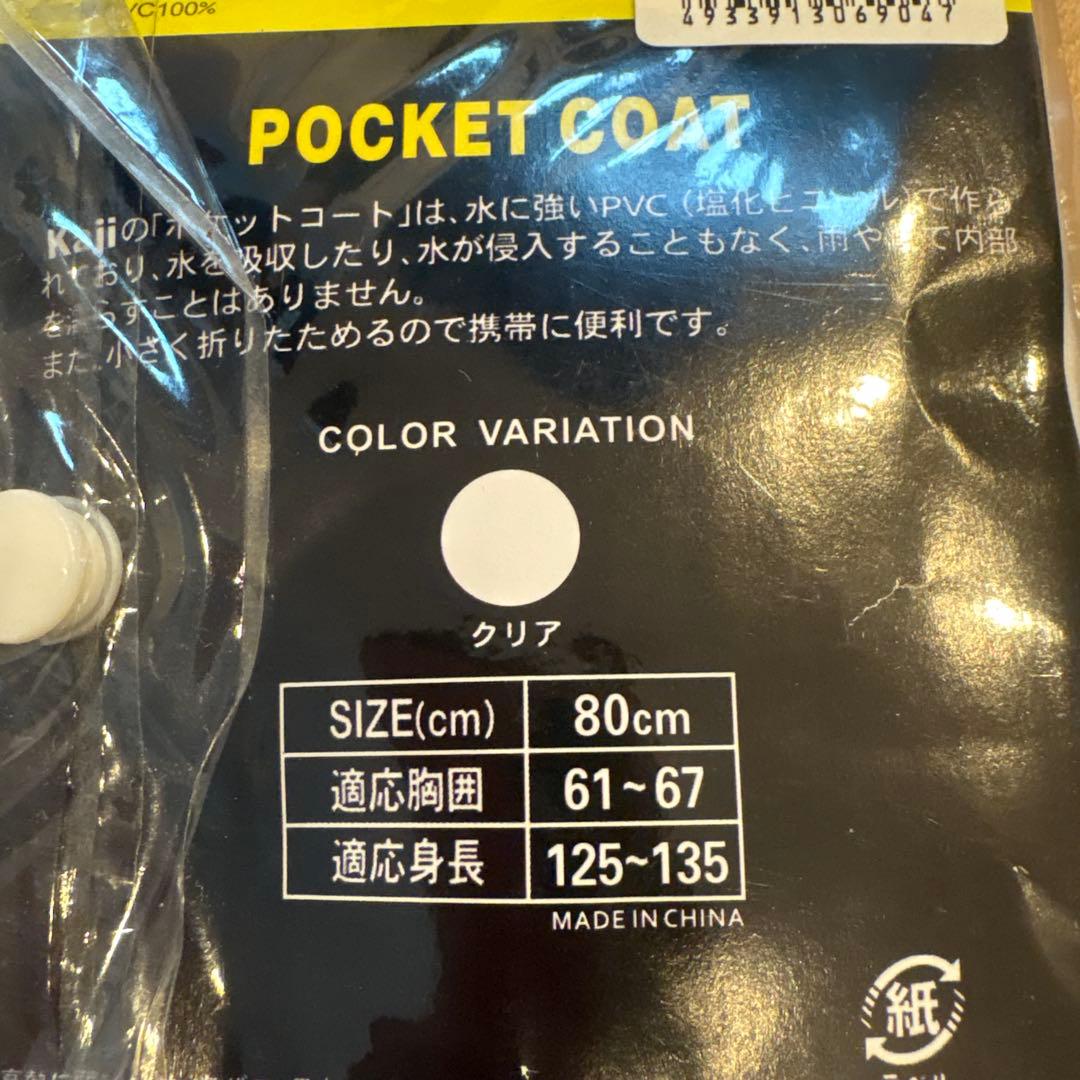 VC100%
4933913069047
POCKET COAT
Kajiの「ポケットコート」は、水に強いPVC(塩化ビニール)で作ら
れており、水を吸収したり、水が侵入することもなく、雨や で内部
を濡らすことはありません。
また、小さく折りたためるので携帯に便利です。
COLOR VARIATION
クリア
SIZE(cm) 80cm
適応胸囲 61~67
適応身長 125~135
MADE IN CHINA
紙